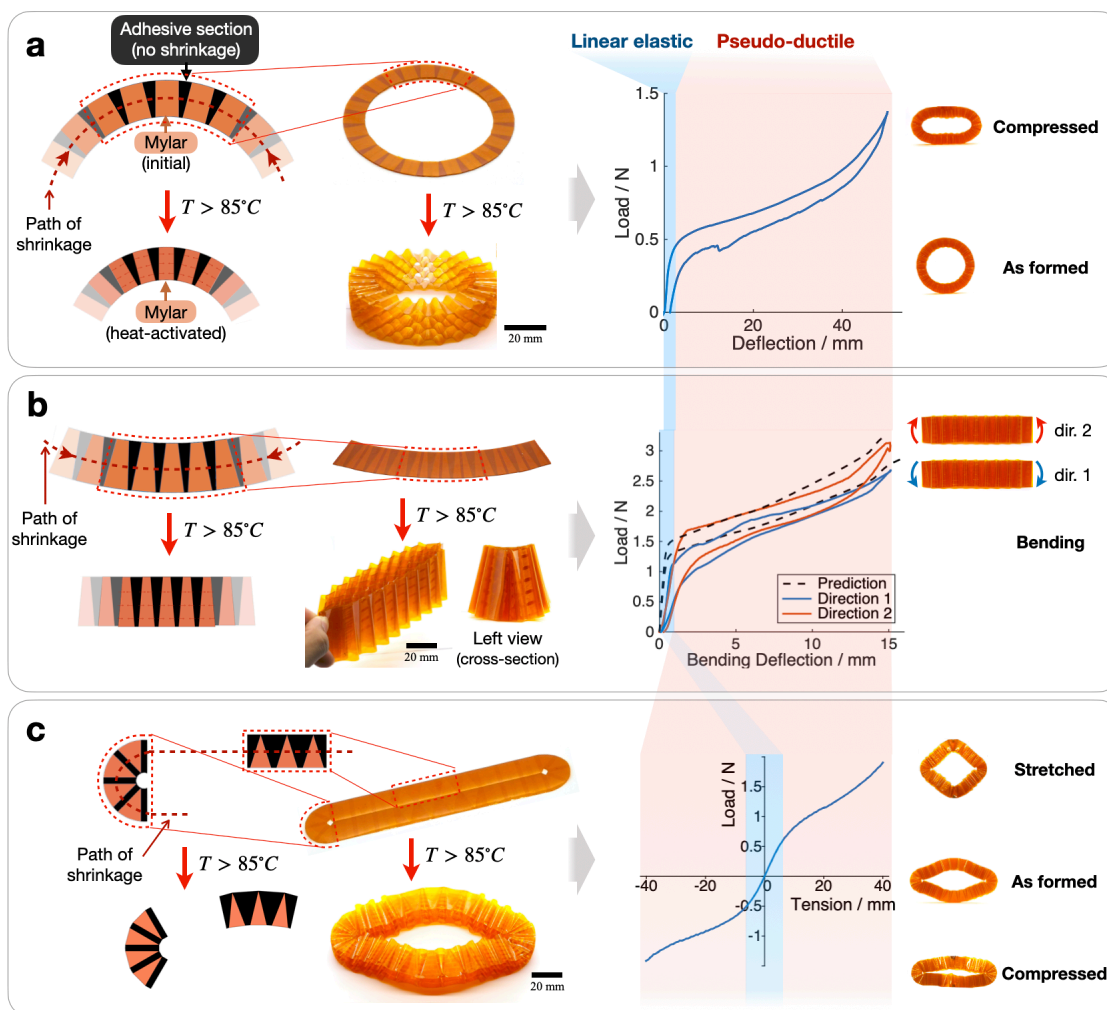 a
Adhesive section
(no shrinkage)
Mylar
(initial)
Path of
shrinkage
T > 85°C
T > 85°C
Mylar
(heat-activated)
20 mm
Linear elastic
Pseudo-ductile
1.5
1
0.5
0
Load / N
0
20
40
Deflection / mm
Compressed
As formed
b
Path of
shrinkage
T > 85°C
T > 85°C
20 mm
Left view
(cross-section)
3
2.5
2
1.5
1
0.5
0
Load / N
Prediction
Direction 1
Direction 2
0
5
10
15
Bending Deflection / mm
dir. 2
dir. 1
Bending
c
Path of
shrinkage
T > 85°C
T > 85°C
20 mm
Load / N
1.5
1
0.5
-40
-20
0
20
40
Tension / mm
-0.5
-1
Stretched
As formed
Compressed